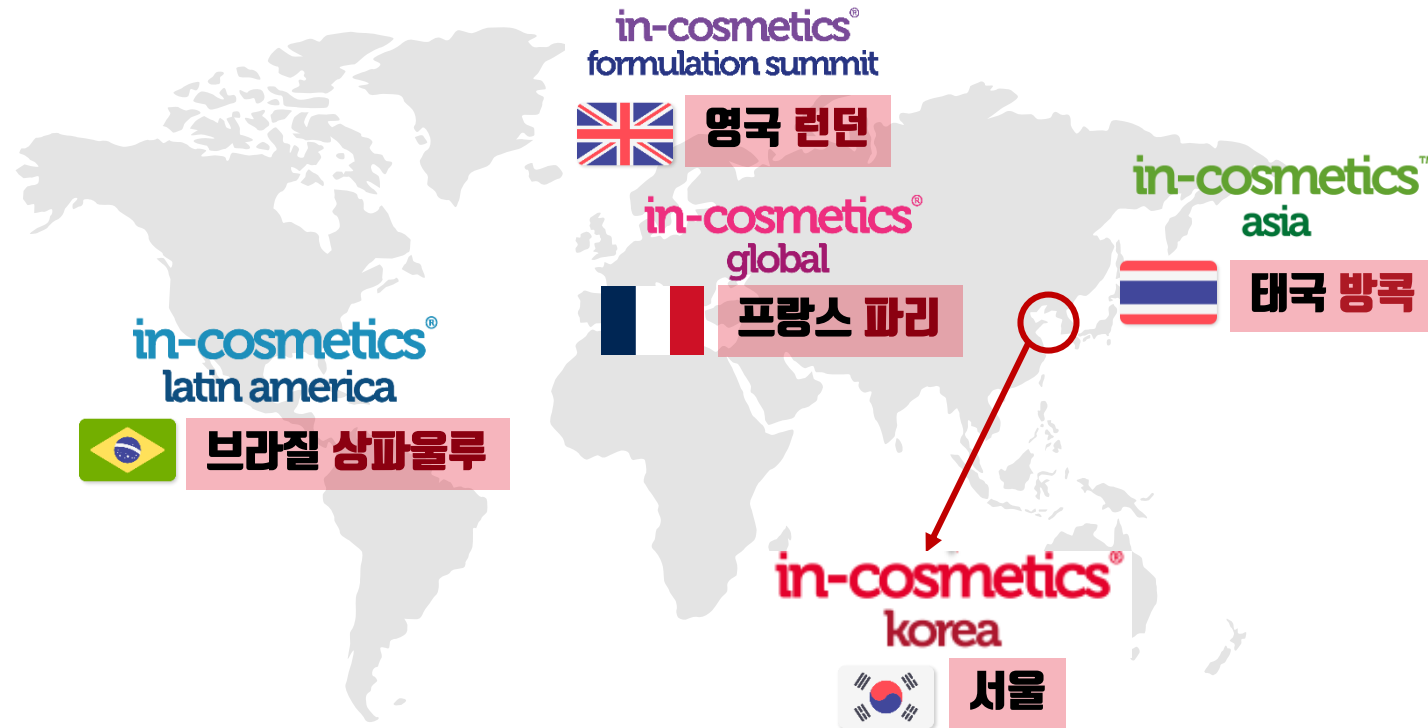 in-cosmetics®
formulation summit
영국 런던
in-cosmetics™
asia
태국 방콕
in-cosmetics®
global
프랑스 파리
in-cosmetics®
latin america
브라질 상파울루
in-cosmetics®
korea
서울